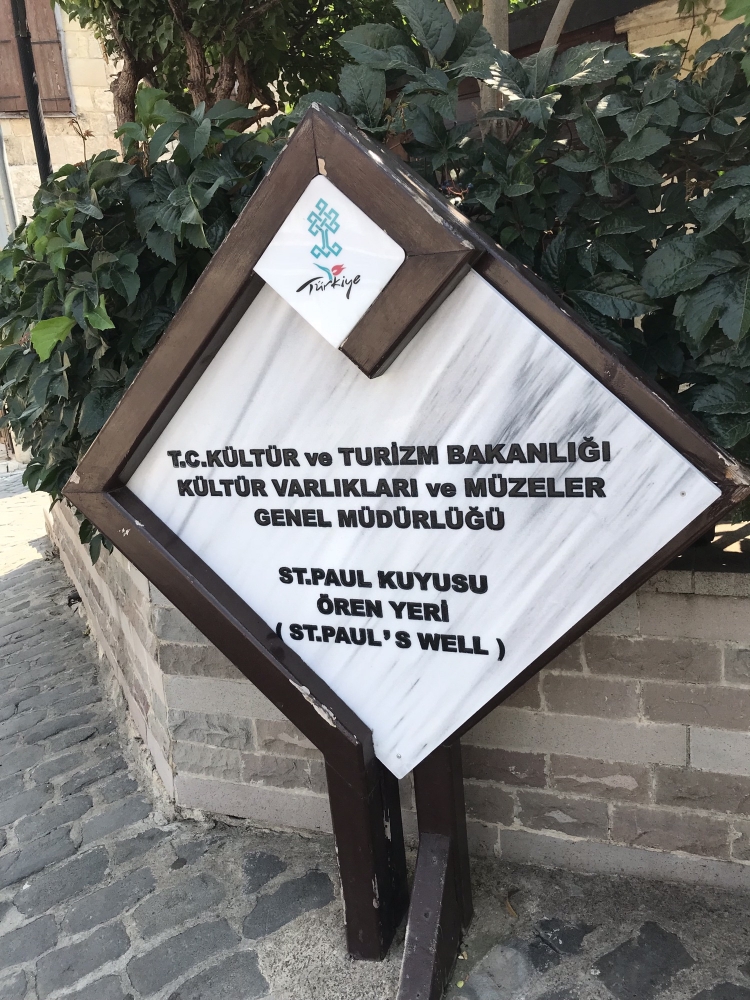 Türkiye
T.C.KÜLTÜR ve TURİZM BAKANLIĞI
KÜLTÜR VARLIKLARI ve MÜZELER
GENEL MÜDÜRLÜĞÜ
ST.PAUL KUYUSU
ÖREN YERİ
( ST.PAUL'S WELL )